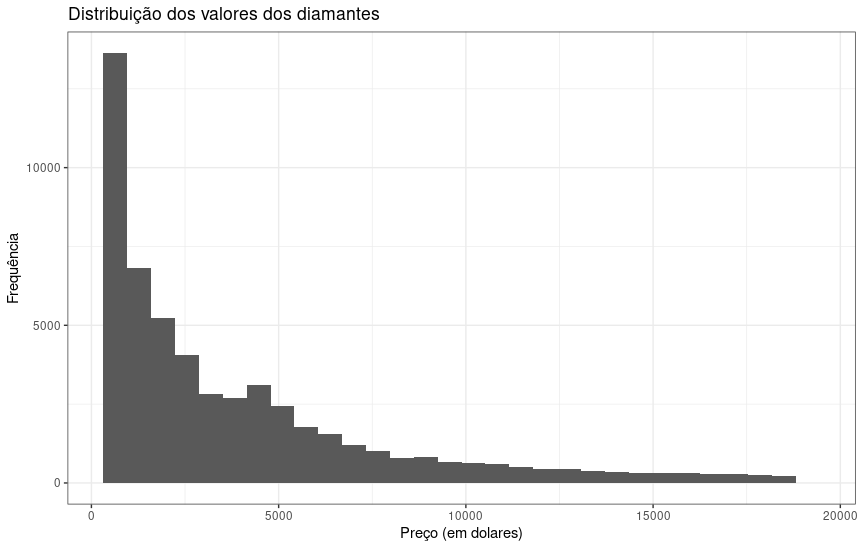 Distribuição dos valores dos diamantes
Frequência
10000
5000
0
0 5000 10000 15000 20000
Preço (em dolares)